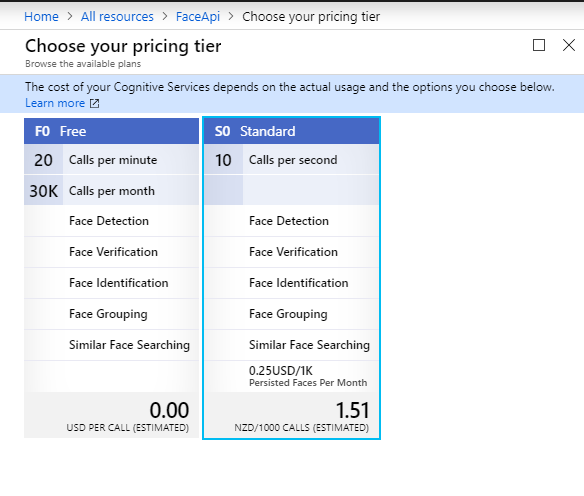 Home > All resources > FaceApi > Choose your pricing tier
Choose your pricing tier
Browse the available plans
The cost of your Cognitive Services depends on the actual usage and the options you choose below.
Learn more
F0 Free
20 Calls per minute
30K Calls per month
Face Detection
Face Verification
Face Identification
Face Grouping
Similar Face Searching
0.00
USD PER CALL (ESTIMATED)
S0 Standard
10 Calls per second
Face Detection
Face Verification
Face Identification
Face Grouping
Similar Face Searching
0.25USD/1K
Persisted Faces Per Month
1.51
NZD/1000 CALLS (ESTIMATED)